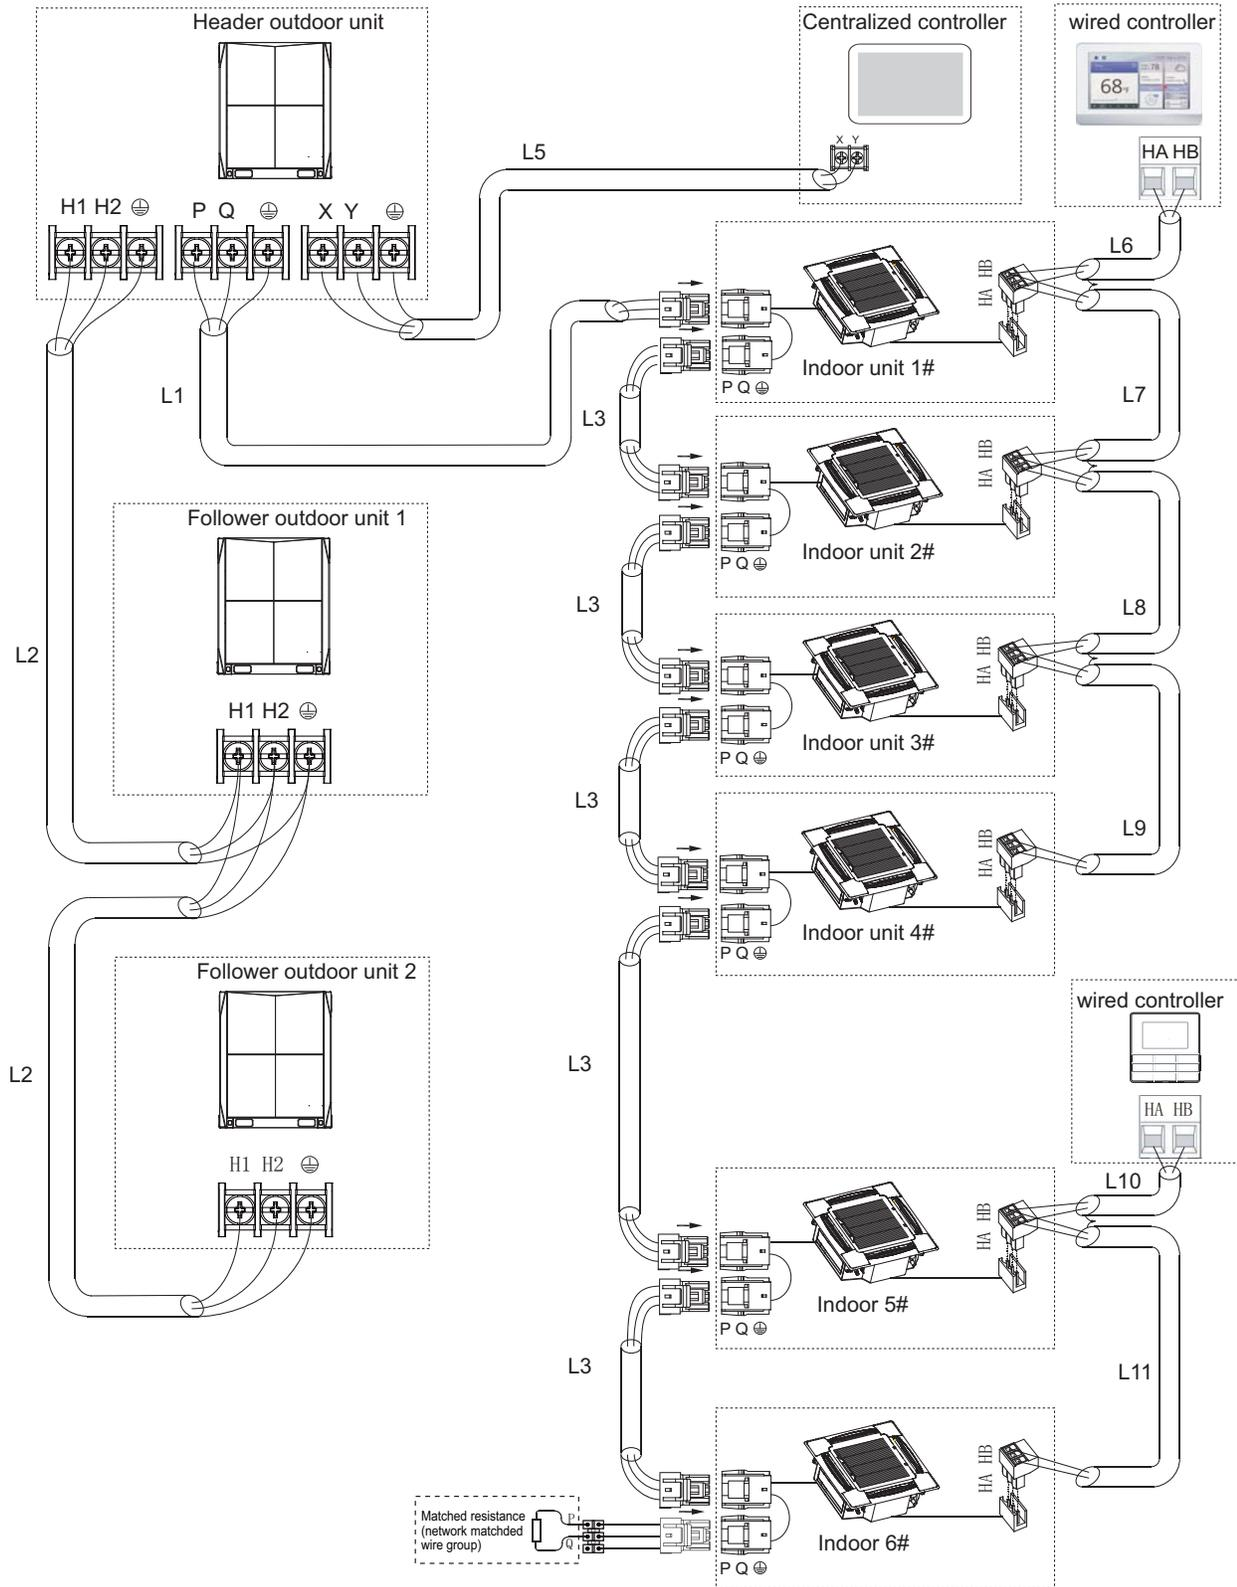 Header outdoor unit
Centralized controller
wired controller
68°F
78
HA HB
X Y
L5
H1 H2
P Q
X Y
L6
HA HB
Indoor unit 1#
P Q
L1
L3
L7
HA HB
Follower outdoor unit 1
Indoor unit 2#
P Q
L3
L8
L2
HA HB
H1 H2
Indoor unit 3#
P Q
L3
L9
HA HB
Indoor unit 4#
P Q
Follower outdoor unit 2
wired controller
L3
L2
HA HB
H1 H2
L10
HA HB
Indoor 5#
P Q
L3
L11
HA HB
Matched resistance
(network matchded
wire group)
P
Q
Indoor 6#
P Q